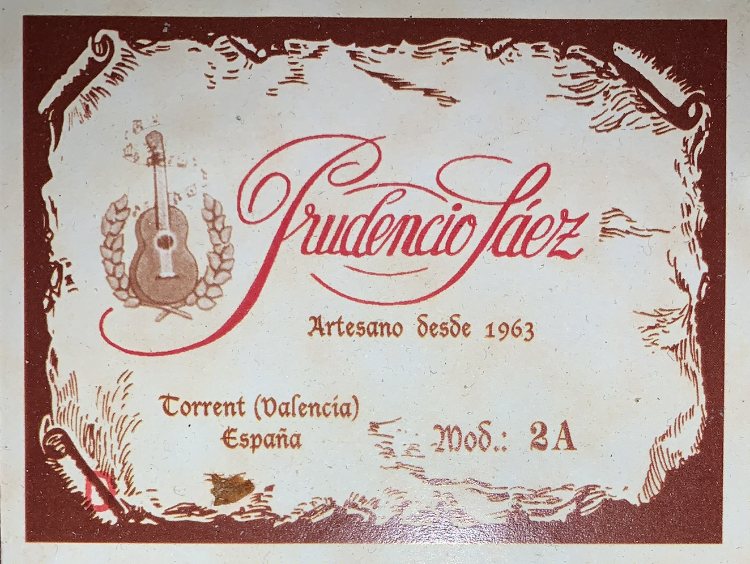 Prudencio Sáez
Artesano desde 1963
Torrent (Valencia)
España
Mod.: 2A